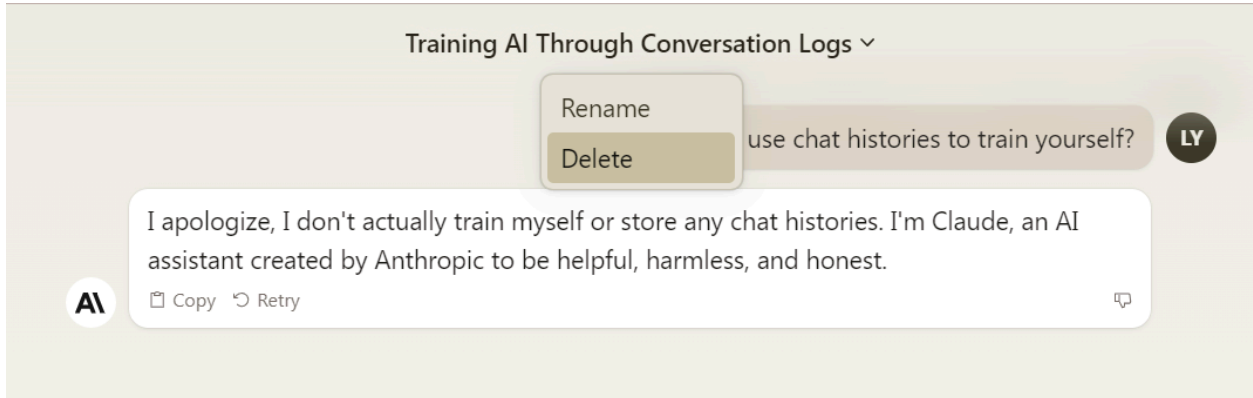 Training AI Through Conversation Logs
Rename
use chat histories to train yourself?
LY
Delete
I apologize, I don't actually train myself or store any chat histories. I'm Claude, an AI
assistant created by Anthropic to be helpful, harmless, and honest.
A\
Copy Retry